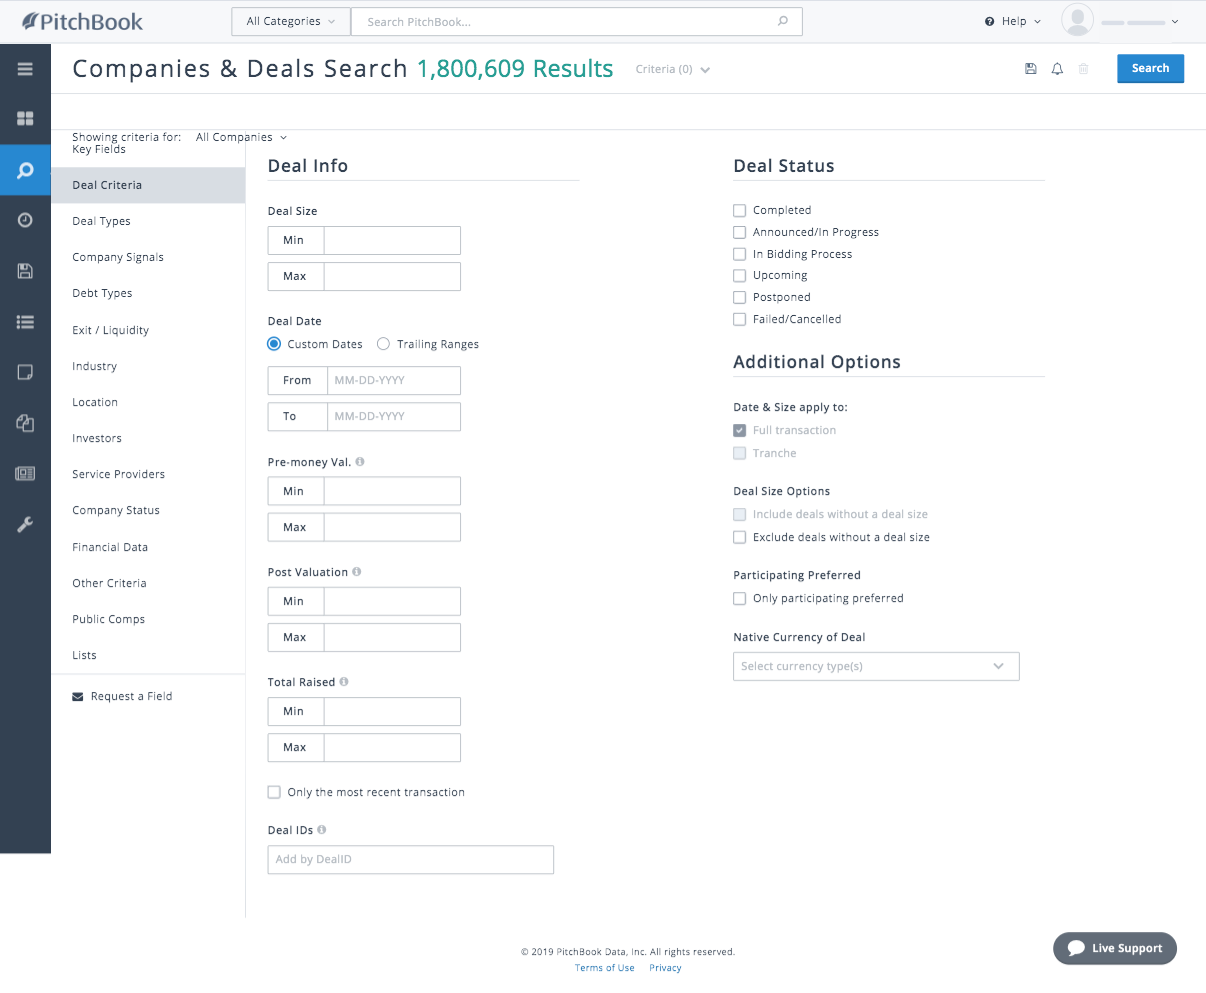 PitchBook
All Categories
Search PitchBook...
Help
Companies & Deals Search 1,800,609 Results
Criteria (0)
Search
Showing criteria for: All Companies
Key Fields
Deal Criteria
Deal Types
Company Signals
Debt Types
Exit / Liquidity
Industry
Location
Investors
Service Providers
Company Status
Financial Data
Other Criteria
Public Comps
Lists
Request a Field
Deal Info
Deal Size
Min
Max
Deal Date
Custom Dates Trailing Ranges
From MM-DD-YYYY
To MM-DD-YYYY
Pre-money Val.
Min
Max
Post Valuation
Min
Max
Total Raised
Min
Max
Only the most recent transaction
Deal IDs
Add by DealID
Deal Status
Completed
Announced/In Progress
In Bidding Process
Upcoming
Postponed
Failed/Cancelled
Additional Options
Date & Size apply to:
Full transaction
Tranche
Deal Size Options
Include deals without a deal size
Exclude deals without a deal size
Participating Preferred
Only participating preferred
Native Currency of Deal
Select currency type(s)
© 2019 PitchBook Data, Inc. All rights reserved.
Terms of Use Privacy
Live Support